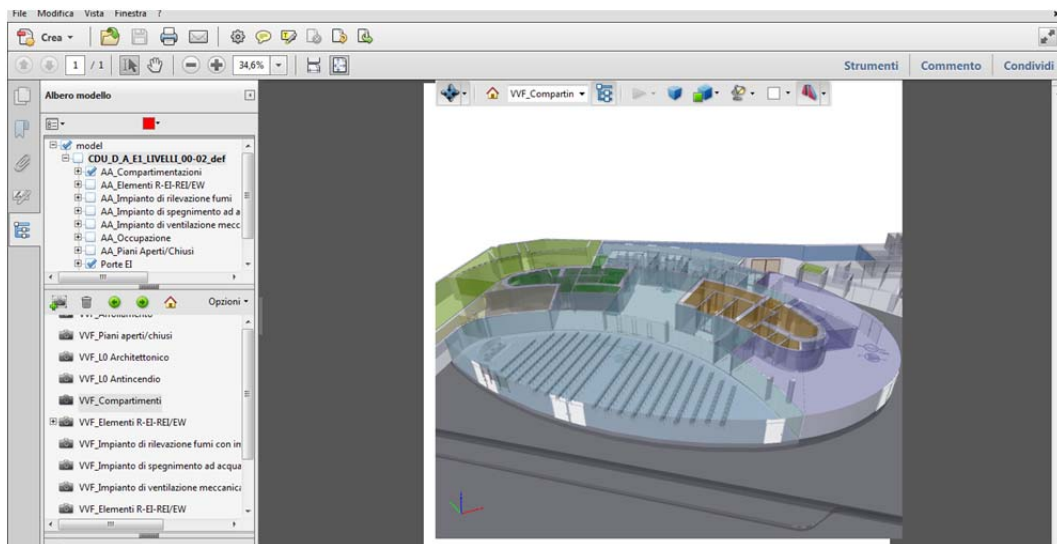 File Modifica Vista Finestra ?
Crea
1 / 1 34,6% Strumenti Commento Condividi
Albero modello
VVF_Compartin
model
CDU_D_A_E1_LIVELLI_00-02_def
AA_Compartimentazioni
AA_Elementi R-EI-REI/EW
AA_Impianto di rilevazione fumi
AA_Impianto di spegnimento ad a
AA_Impianto di ventilazione mecc
AA_Occupazione
AA_Piani Aperti/Chiusi
Porte EI
Opzioni
VVF_Piani aperti/chiusi
VVF_L0 Architettonico
VVF_L0 Antincendio
VVF_Compartimenti
VVF_Elementi R-EI-REI/EW
VVF_Impianto di rilevazione fumi con in
VVF_Impianto di spegnimento ad acqua
VVF_Impianto di ventilazione meccanica
VVF_Elementi R-EI-REI/EW